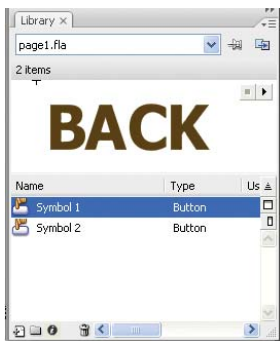 Library ×
page1.fla
2 items
BACK
Name Type Us
Symbol 1 Button
Symbol 2 Button